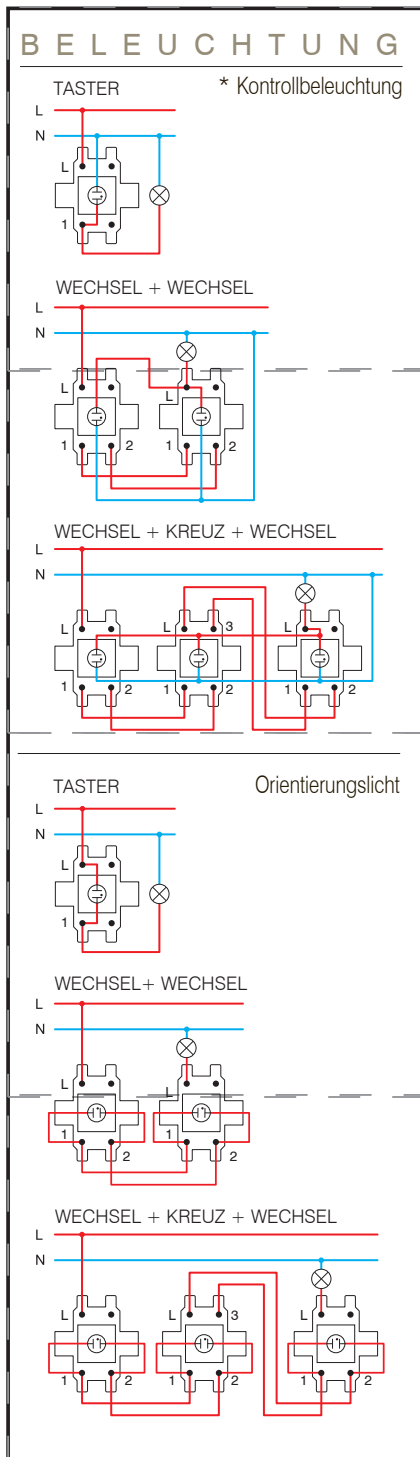 BELEUCHTUNG
TASTER * Kontrollbeleuchtung
L
N
L
1
WECHSEL + WECHSEL
L
N
L L
1 2 1 2
WECHSEL + KREUZ + WECHSEL
L
N
L L 3 L
1 2 1 2 1 2
TASTER Orientierungslicht
L
N
L
1
WECHSEL+ WECHSEL
L
N
L L
1 2 1 2
WECHSEL + KREUZ + WECHSEL
L
N
L L 3 L
1 2 1 2 1 2